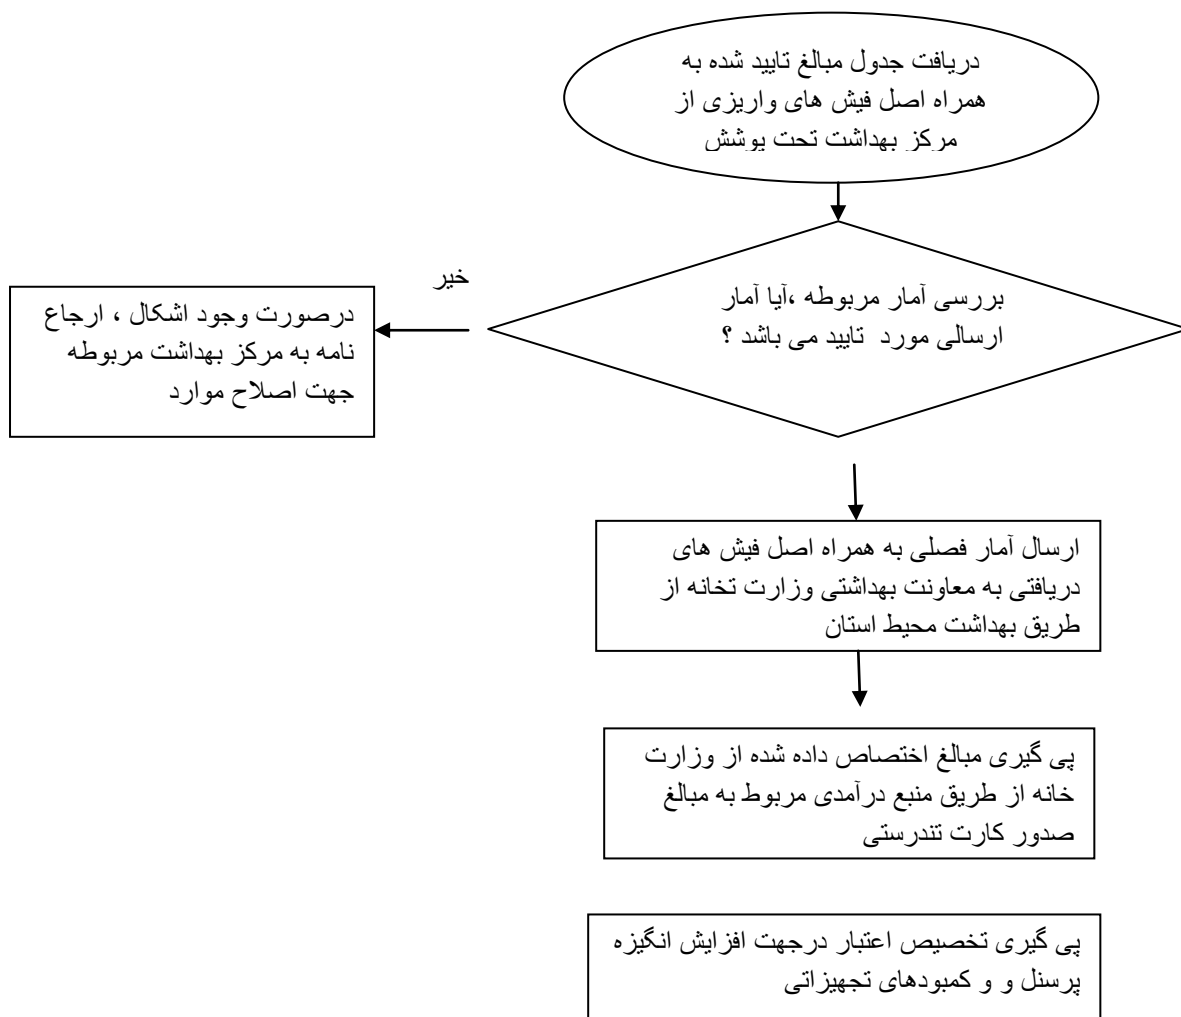 دریافت جدول مبالغ تایید شده به
همراه اصل فیش های واریزی از
مرکز بهداشت تحت پوشش
بررسی آمار مربوطه ،آیا آمار
ارسالی مورد تایید می باشد ؟
خیر
درصورت وجود اشکال ، ارجاع
نامه به مرکز بهداشت مربوطه
جهت اصلاح موارد
ارسال آمار فصلی به همراه اصل فیش های
دریافتی به معاونت بهداشتی وزارت تخانه از
طریق بهداشت محیط استان
پی گیری مبالغ اختصاص داده شده از وزارت
خانه از طریق منبع درآمدی مربوط به مبالغ
صدور کارت تندرستی
پی گیری تخصیص اعتبار درجهت افزایش انگیزه
پرسنل و و کمبودهای تجهیزاتی